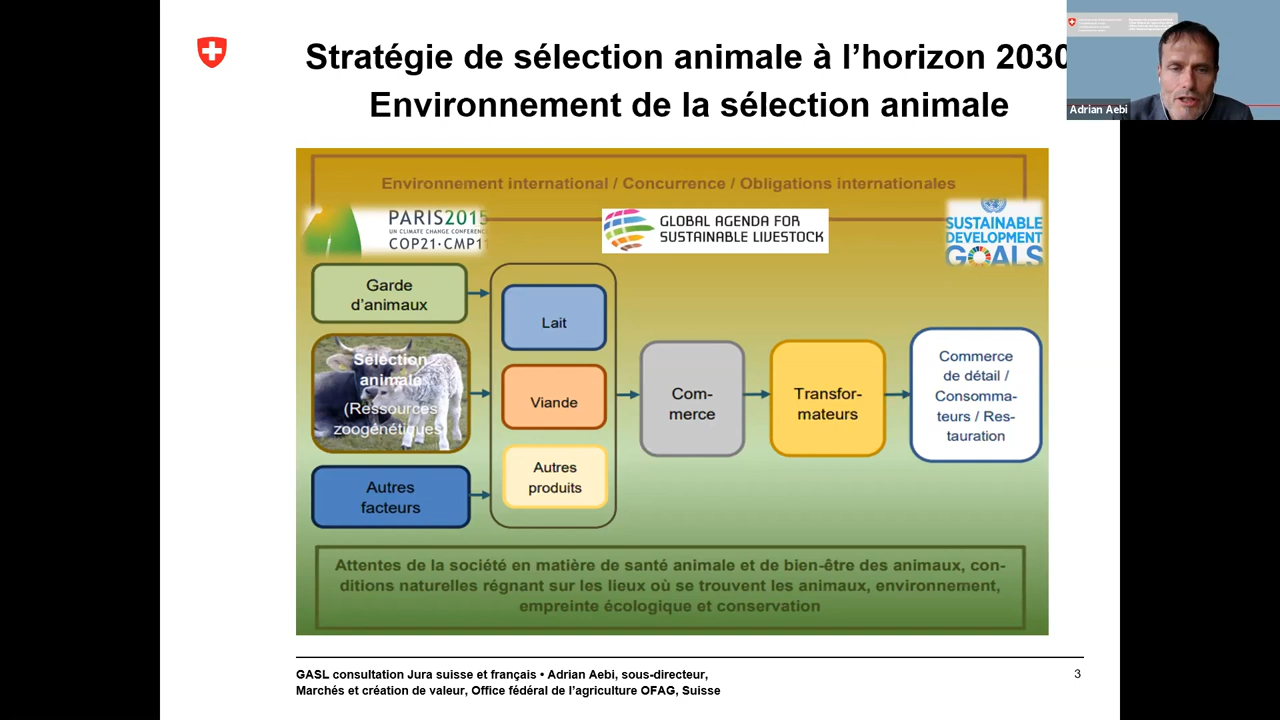 Stratégie de sélection animale à l’horizon 2030
Environnement de la sélection animale
Adrian Aebi
Environnement international / Concurrence / Obligations internationales
PARIS2015
UN CLIMATE CHANGE CONFERENCE
COP21·CMP11
GLOBAL AGENDA FOR
SUSTAINABLE LIVESTOCK
SUSTAINABLE
DEVELOPMENT
GOALS
Garde
d’animaux
Sélection
animale
(Ressources
zoogénétiques
Autres
facteurs
Lait
Viande
Autres
produits
Com-
merce
Transfor-
mateurs
Commerce
de détail /
Consomma-
teurs / Res-
tauration
Attentes de la société en matière de santé animale et de bien-être des animaux, con-
ditions naturelles régnant sur les lieux où se trouvent les animaux, environnement,
empreinte écologique et conservation
GASL consultation Jura suisse et français • Adrian Aebi, sous-directeur,
Marchés et création de valeur, Office fédéral de l’agriculture OFAG, Suisse
3